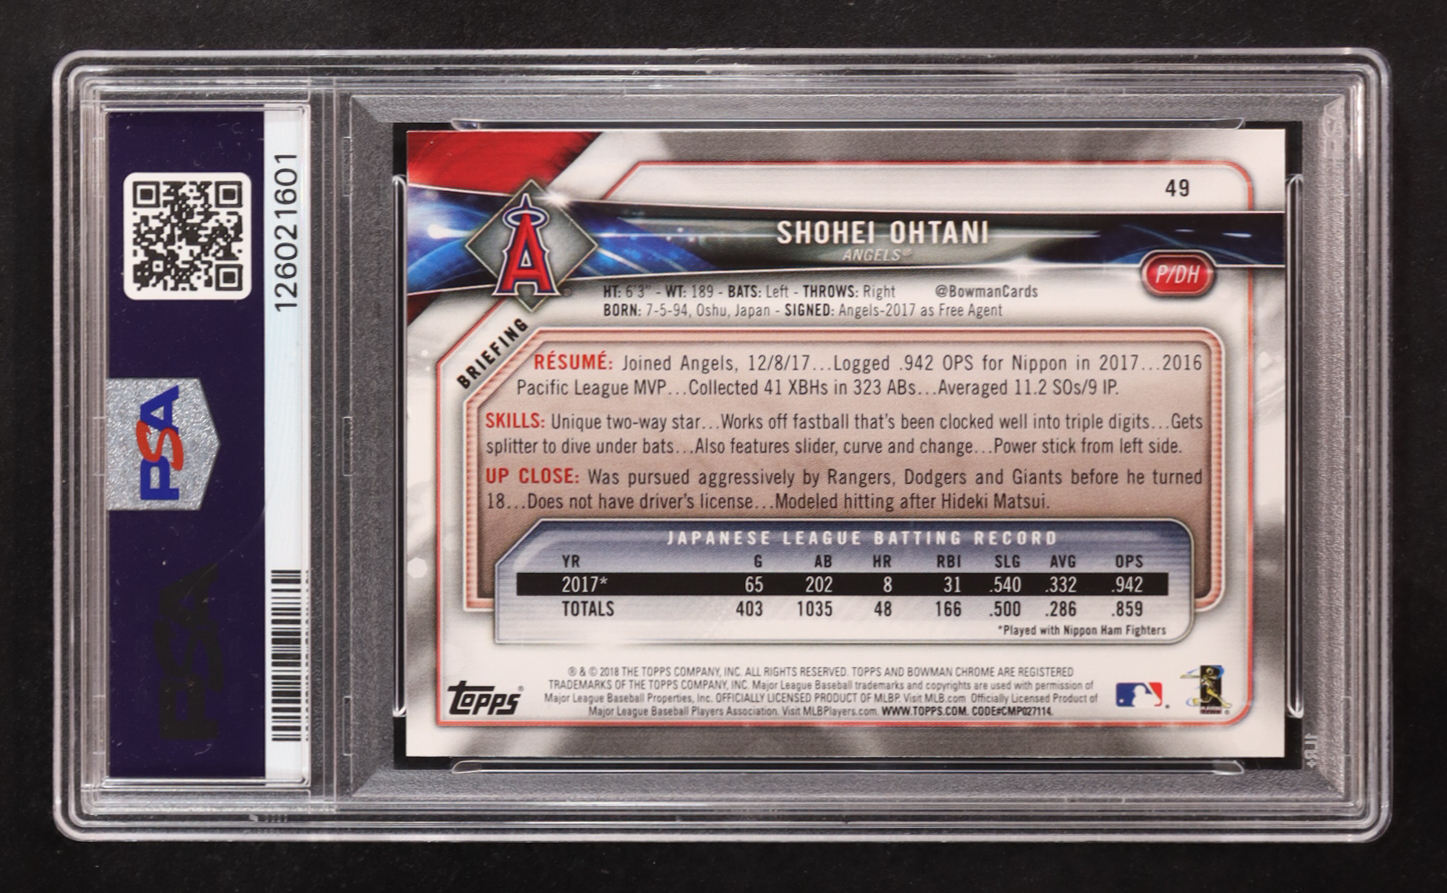 126021601
PSA
PSA
49
SHOHEI OHTANI
ANGELS®
A
P/DH
HT: 6'3" - WT: 189 - BATS: Left - THROWS: Right @BowmanCards
BORN: 7-5-94, Oshu, Japan - SIGNED: Angels-2017 as Free Agent
BRIEFING
RÉSUMÉ: Joined Angels, 12/8/17...Logged .942 OPS for Nippon in 2017...2016
Pacific League MVP...Collected 41 XBHs in 323 ABs...Averaged 11.2 SOs/9 IP.
SKILLS: Unique two-way star...Works off fastball that's been clocked well into triple digits...Gets
splitter to dive under bats...Also features slider, curve and change...Power stick from left side.
UP CLOSE: Was pursued aggressively by Rangers, Dodgers and Giants before he turned
18...Does not have driver's license...Modeled hitting after Hideki Matsui.
JAPANESE LEAGUE BATTING RECORD
YR G AB HR RBI SLG AVG OPS
2017* 65 202 8 31 .540 .332 .942
TOTALS 403 1035 48 166 .500 .286 .859
*Played with Nippon Ham Fighters
® & © 2018 THE TOPPS COMPANY, INC. ALL RIGHTS RESERVED. TOPPS AND BOWMAN CHROME ARE REGISTERED
TRADEMARKS OF THE TOPPS COMPANY, INC. Major League Baseball trademarks and copyrights are used with permission of
Major League Baseball Properties, Inc. OFFICIALLY LICENSED PRODUCT OF MLBP. Visit MLB.com Officially Licensed Product of
Major League Baseball Players Association. Visit MLBPlayers.com. WWW.TOPPS.COM. CODE#CMP027114.
TOPPS®